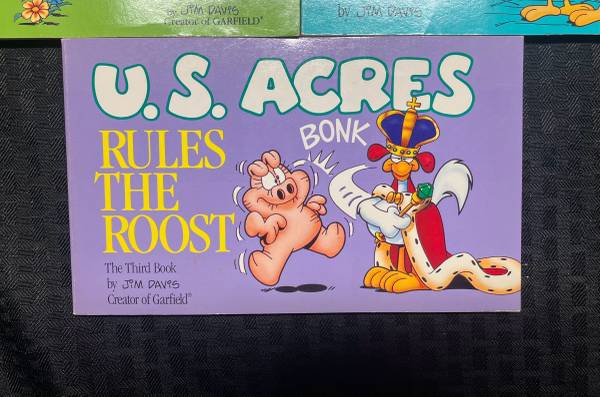 by JIM DAVIS
Creator of GARFIELD®
by JIM DAVIS
U.S. ACRES
BONK
RULES
THE
ROOST
The Third Book
by JIM DAVIS
Creator of Garfield®